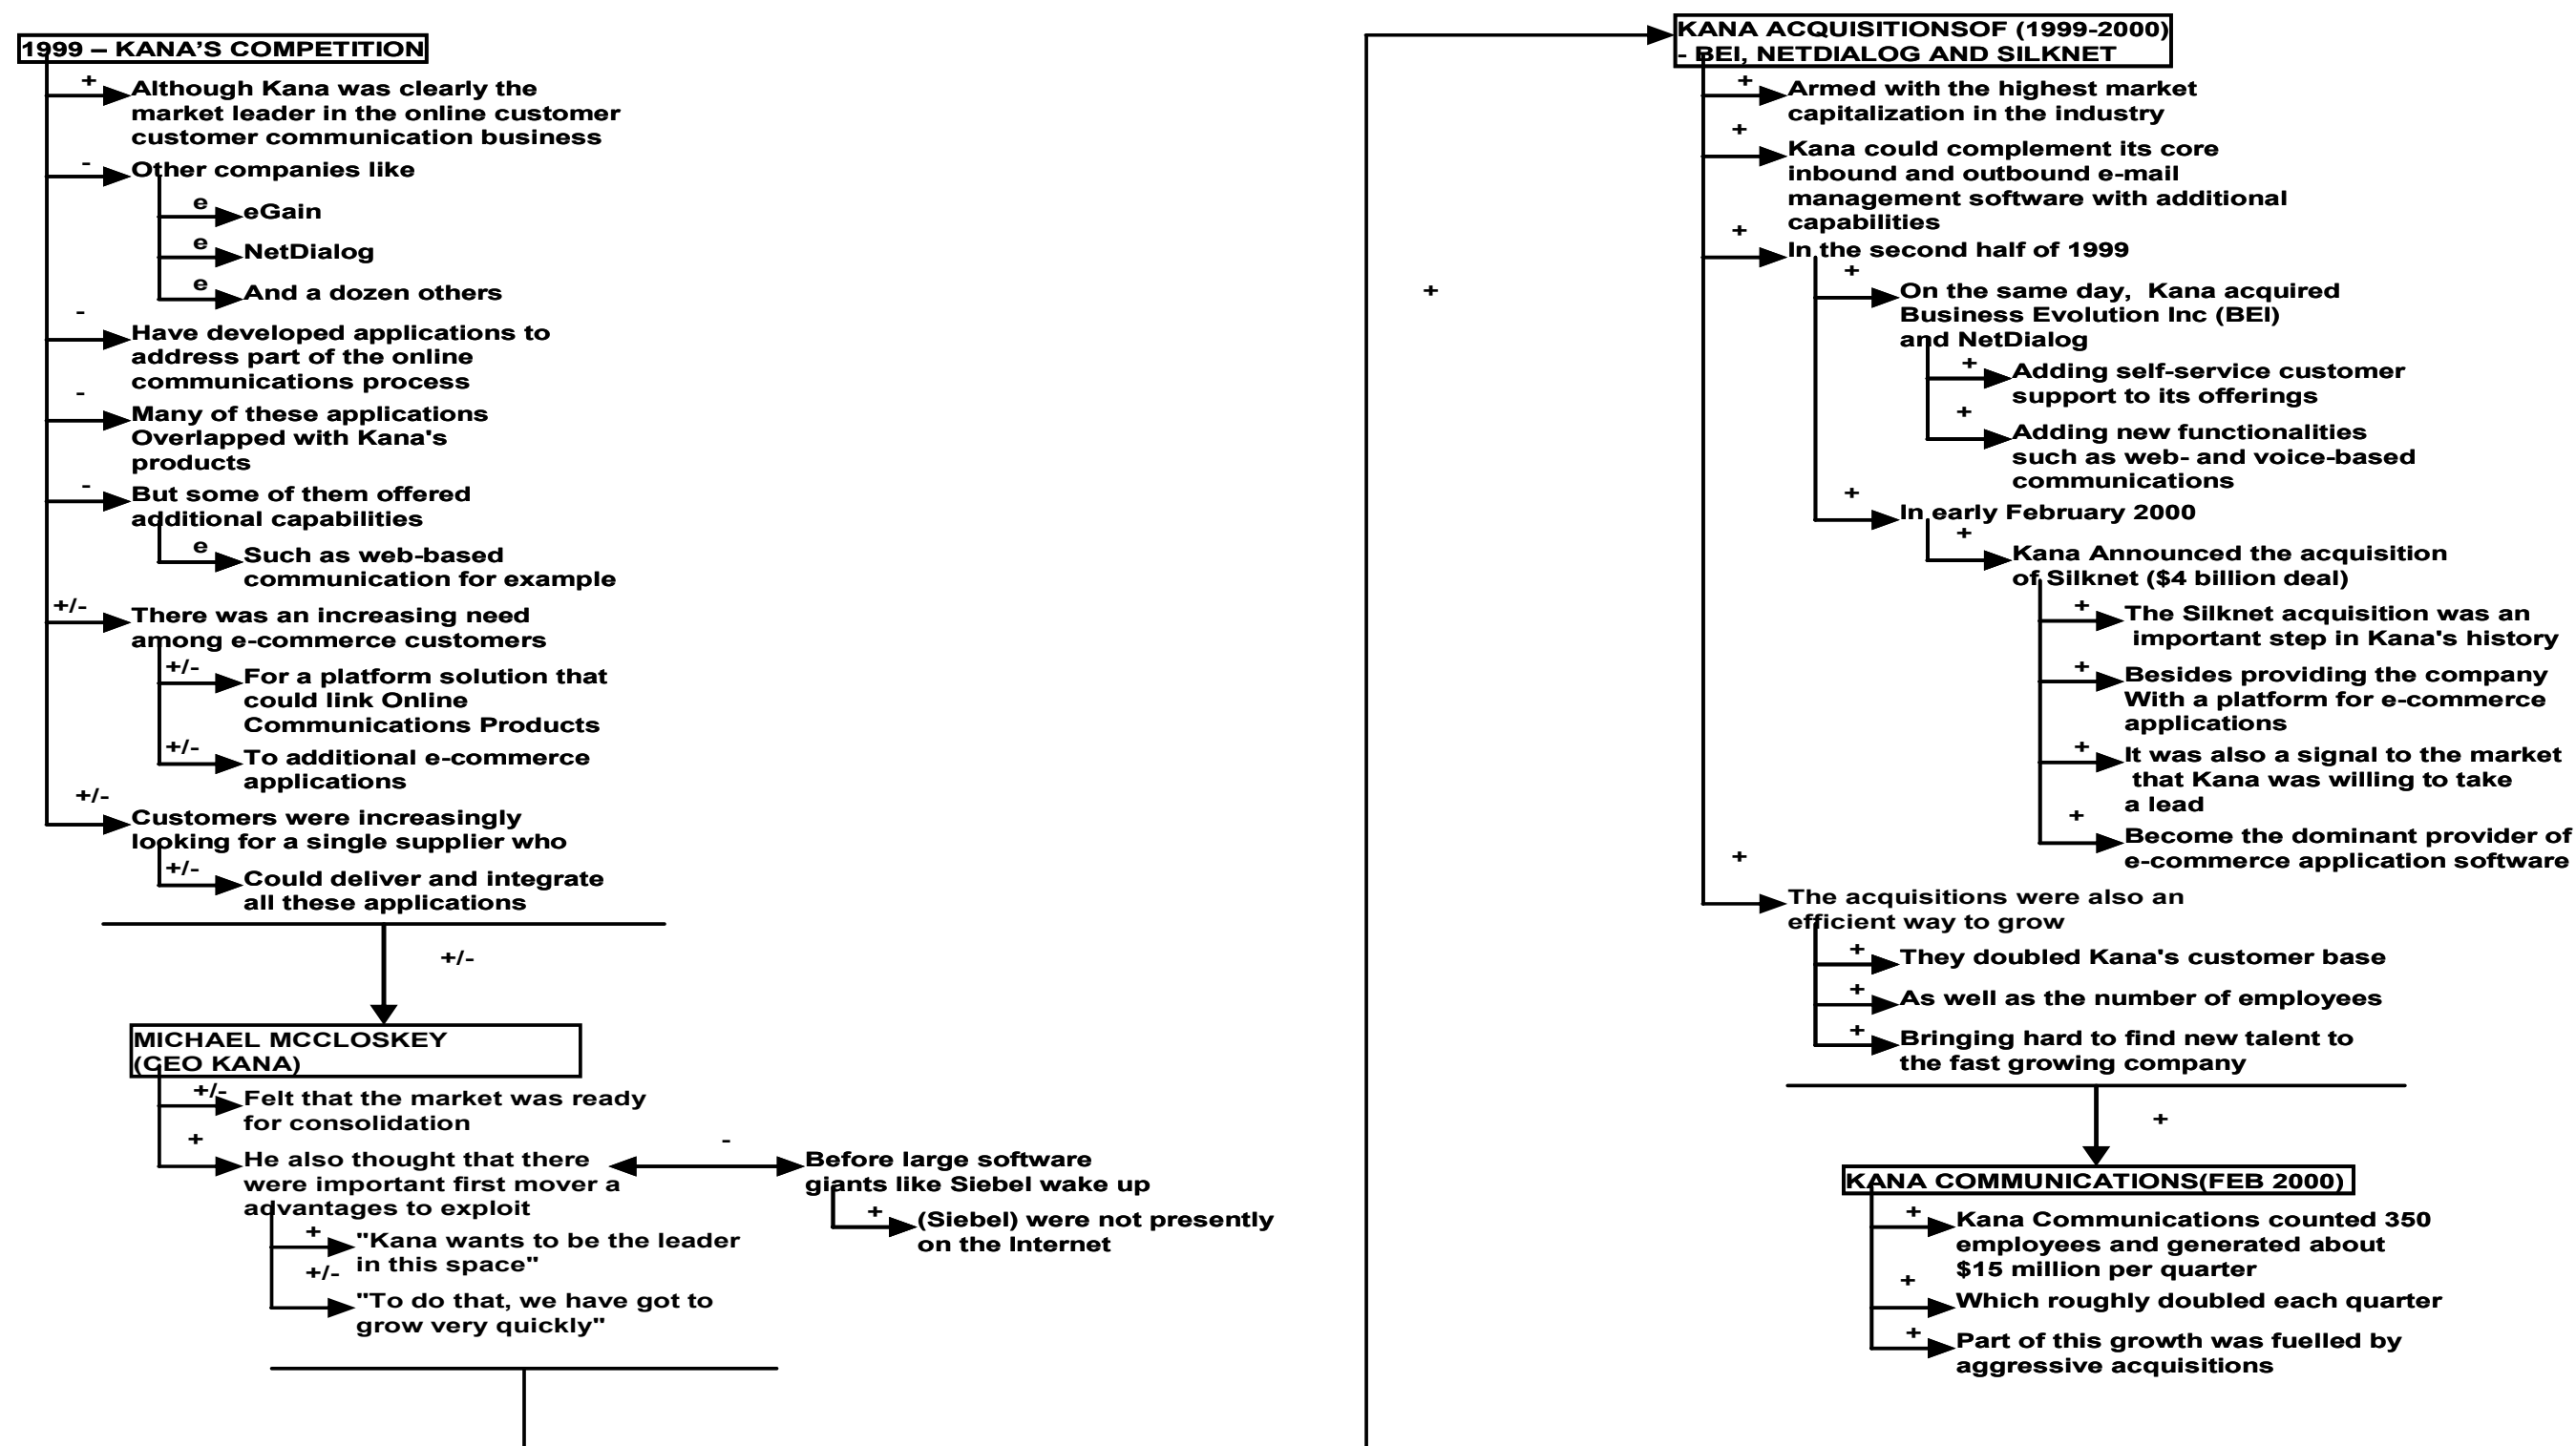 1999 – KANA'S COMPETITION
+
Although Kana was clearly the
market leader in the online customer
customer communication business
-
Other companies like
e
eGain
e
NetDialog
e
And a dozen others
-
Have developed applications to
address part of the online
communications process
-
Many of these applications
Overlapped with Kana's
products
-
But some of them offered
additional capabilities
e
Such as web-based
communication for example
+/-
There was an increasing need
among e-commerce customers
+/-
For a platform solution that
could link Online
Communications Products
+/-
To additional e-commerce
applications
+/-
Customers were increasingly
looking for a single supplier who
+/-
Could deliver and integrate
all these applications
+/-
MICHAEL MCCLOSKEY
(CEO KANA)
+/-
Felt that the market was ready
for consolidation
+
He also thought that there
were important first mover a
advantages to exploit
-
Before large software
giants like Siebel wake up
+
(Siebel) were not presently
on the Internet
+
"Kana wants to be the leader
in this space"
+/-
"To do that, we have got to
grow very quickly"
+
KANA ACQUISITIONSOF (1999-2000)
- BEI, NETDIALOG AND SILKNET
+
Armed with the highest market
capitalization in the industry
+
Kana could complement its core
inbound and outbound e-mail
management software with additional
capabilities
+
In the second half of 1999
+
On the same day, Kana acquired
Business Evolution Inc (BEI)
and NetDialog
+
Adding self-service customer
support to its offerings
+
Adding new functionalities
such as web- and voice-based
communications
+
In early February 2000
+
Kana Announced the acquisition
of Silknet ($4 billion deal)
+
The Silknet acquisition was an
important step in Kana's history
+
Besides providing the company
With a platform for e-commerce
applications
+
It was also a signal to the market
that Kana was willing to take
a lead
+
Become the dominant provider of
e-commerce application software
+
The acquisitions were also an
efficient way to grow
+
They doubled Kana's customer base
+
As well as the number of employees
+
Bringing hard to find new talent to
the fast growing company
+
KANA COMMUNICATIONS(FEB 2000)
+
Kana Communications counted 350
employees and generated about
$15 million per quarter
+
Which roughly doubled each quarter
+
Part of this growth was fuelled by
aggressive acquisitions